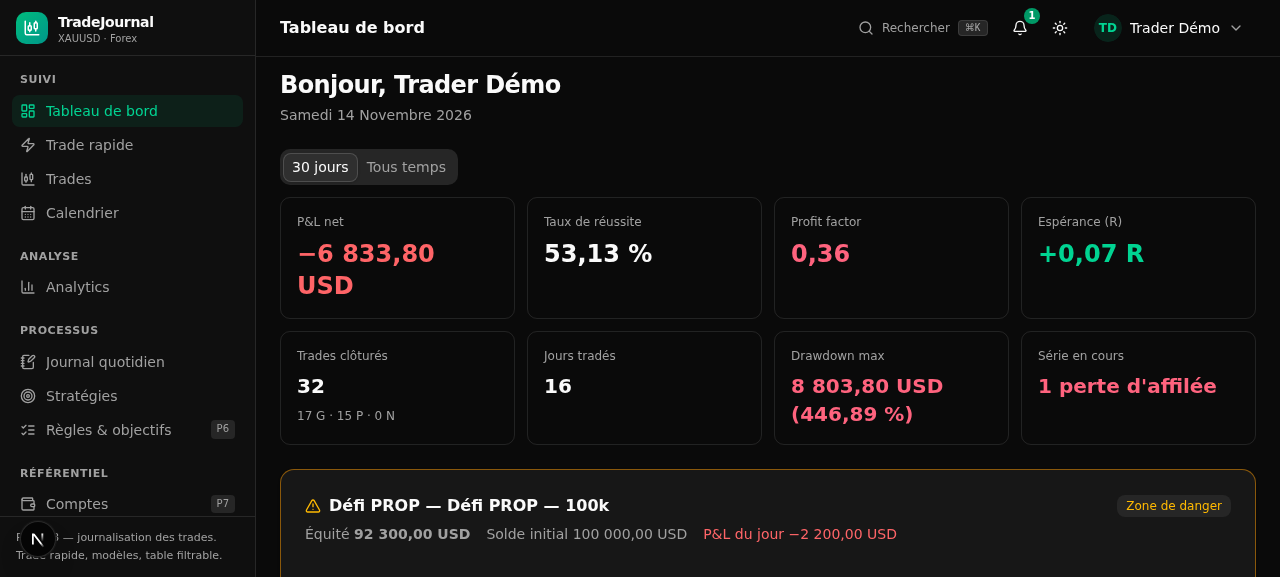 TradeJournal
XAUUSD · Forex
SUIVI
Tableau de bord
Trade rapide
Trades
Calendrier
ANALYSE
Analytics
PROCESSUS
Journal quotidien
Stratégies
Règles & objectifs P6
RÉFÉRENTIEL
Comptes P7
— journalisation des trades.
rapide, modèles, table filtrable.
N
Tableau de bord
Rechercher ⌘K
1
TD Trader Démo
Bonjour, Trader Démo
Samedi 14 Novembre 2026
30 jours Tous temps
P&L net
−6 833,80
USD
Taux de réussite
53,13 %
Profit factor
0,36
Espérance (R)
+0,07 R
Trades clôturés
32
17 G · 15 P · 0 N
Jours tradés
16
Drawdown max
8 803,80 USD
(446,89 %)
Série en cours
1 perte d'affilée
Défi PROP — Défi PROP — 100k
Zone de danger
Équité 92 300,00 USD Solde initial 100 000,00 USD P&L du jour −2 200,00 USD